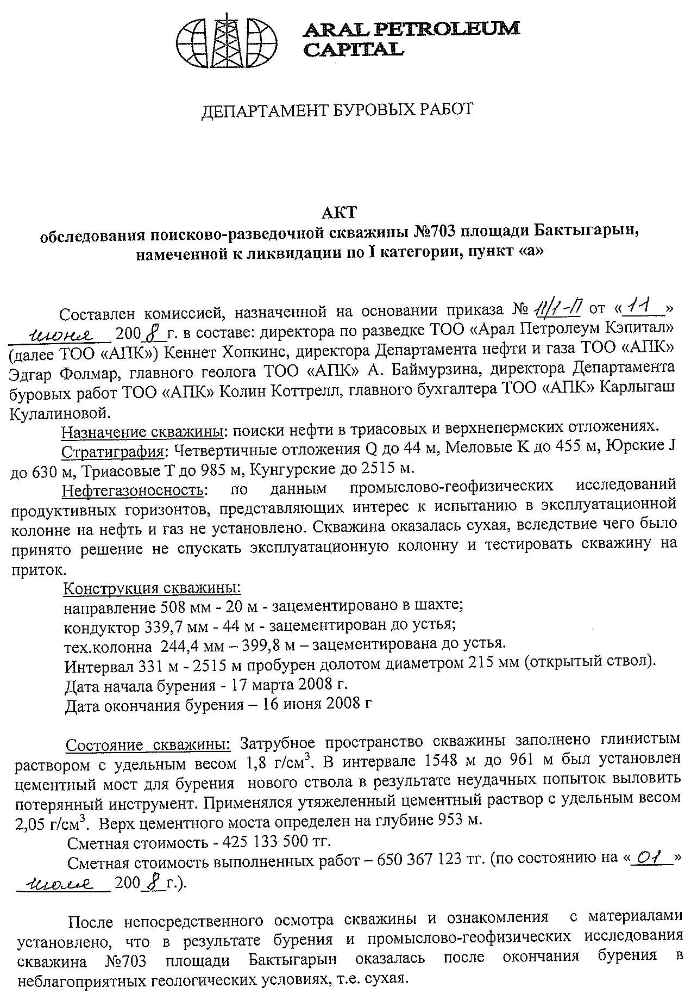 ARAL PETROLEUM
CAPITAL
ДЕПАРТАМЕНТ БУРОВЫХ РАБОТ
АКТ
обследования поисково-разведочной скважины №703 площади Бактыгарын,
намеченной к ликвидации по I категории, пункт «а»
Составлен комиссией, назначенной на основании приказа № 11/1-П от «11»
июня 2008 г. в составе: директора по разведке ТОО «Арал Петролеум Кэпитал»
(далее ТОО «АПК») Кеннет Хопкинс, директора Департамента нефти и газа ТОО «АПК»
Эдгар Фолмар, главного геолога ТОО «АПК» А. Баймурзина, директора Департамента
буровых работ ТОО «АПК» Колин Коттрелл, главного бухгалтера ТОО «АПК» Карлыгаш
Кулалиновой.
Назначение скважины: поиски нефти в триасовых и верхнепермских отложениях.
Стратиграфия: Четвертичные отложения Q до 44 м, Меловые К до 455 м, Юрские J
до 630 м, Триасовые Т до 985 м, Кунгурские до 2515 м.
Нефтегазоносность: по данным промыслово-геофизических исследований
продуктивных горизонтов, представляющих интерес к испытанию в эксплуатационной
колонне на нефть и газ не установлено. Скважина оказалась сухая, вследствие чего было
принято решение не спускать эксплуатационную колонну и тестировать скважину на
приток.
Конструкция скважины:
направление 508 мм - 20 м - зацементировано в шахте;
кондуктор 339,7 мм - 44 м - зацементирован до устья;
тех.колонна 244,4 мм – 399,8 м – зацементирована до устья.
Интервал 331 м - 2515 м пробурен долотом диаметром 215 мм (открытый ствол).
Дата начала бурения - 17 марта 2008 г.
Дата окончания бурения – 16 июня 2008 г
Состояние скважины: Затрубное пространство скважины заполнено глинистым
раствором с удельным весом 1,8 г/см³. В интервале 1548 м до 961 м был установлен
цементный мост для бурения нового ствола в результате неудачных попыток выловить
потерянный инструмент. Применялся утяжеленный цементный раствор с удельным весом
2,05 г/см³. Верх цементного моста определен на глубине 953 м.
Сметная стоимость - 425 133 500 тг.
Сметная стоимость выполненных работ – 650 367 123 тг. (по состоянию на «01»
июля 2008 г.).
После непосредственного осмотра скважины и ознакомления с материалами
установлено, что в результате бурения и промыслово-геофизических исследования
скважина №703 площади Бактыгарын оказалась после окончания бурения в
неблагоприятных геологических условиях, т.е. сухая.